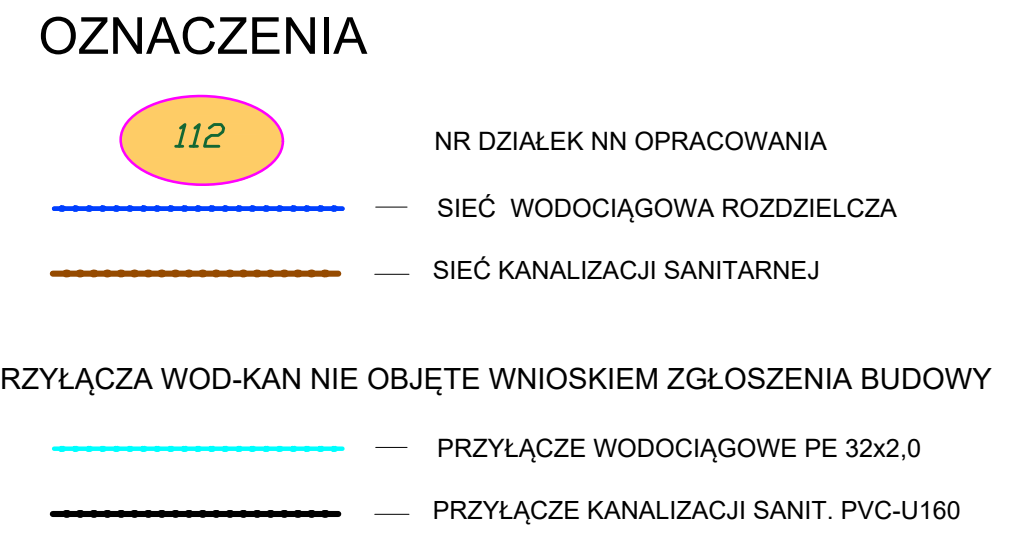 OZNACZENIA
112
NR DZIAŁEK NN OPRACOWANIA
SIEĆ WODOCIĄGOWA ROZDZIELCZA
SIEĆ KANALIZACJI SANITARNEJ
RZYŁĄCZA WOD-KAN NIE OBJĘTE WNIOSKIEM ZGŁOSZENIA BUDOWY
PRZYŁĄCZE WODOCIĄGOWE PE 32x2,0
PRZYŁĄCZE KANALIZACJI SANIT. PVC-U160